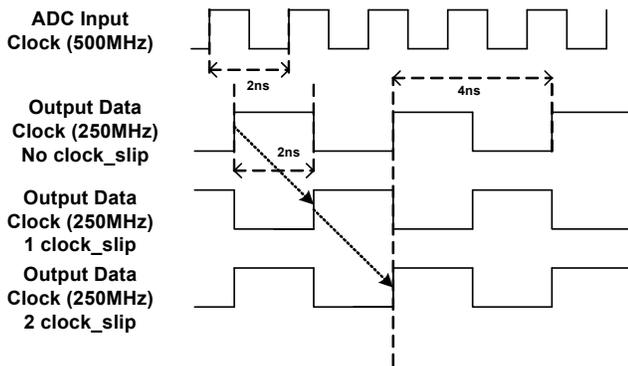 ADC Input
Clock (500MHz)
2ns
4ns
Output Data
Clock (250MHz)
No clock_slip
2ns
Output Data
Clock (250MHz)
1 clock_slip
Output Data
Clock (250MHz)
2 clock_slip